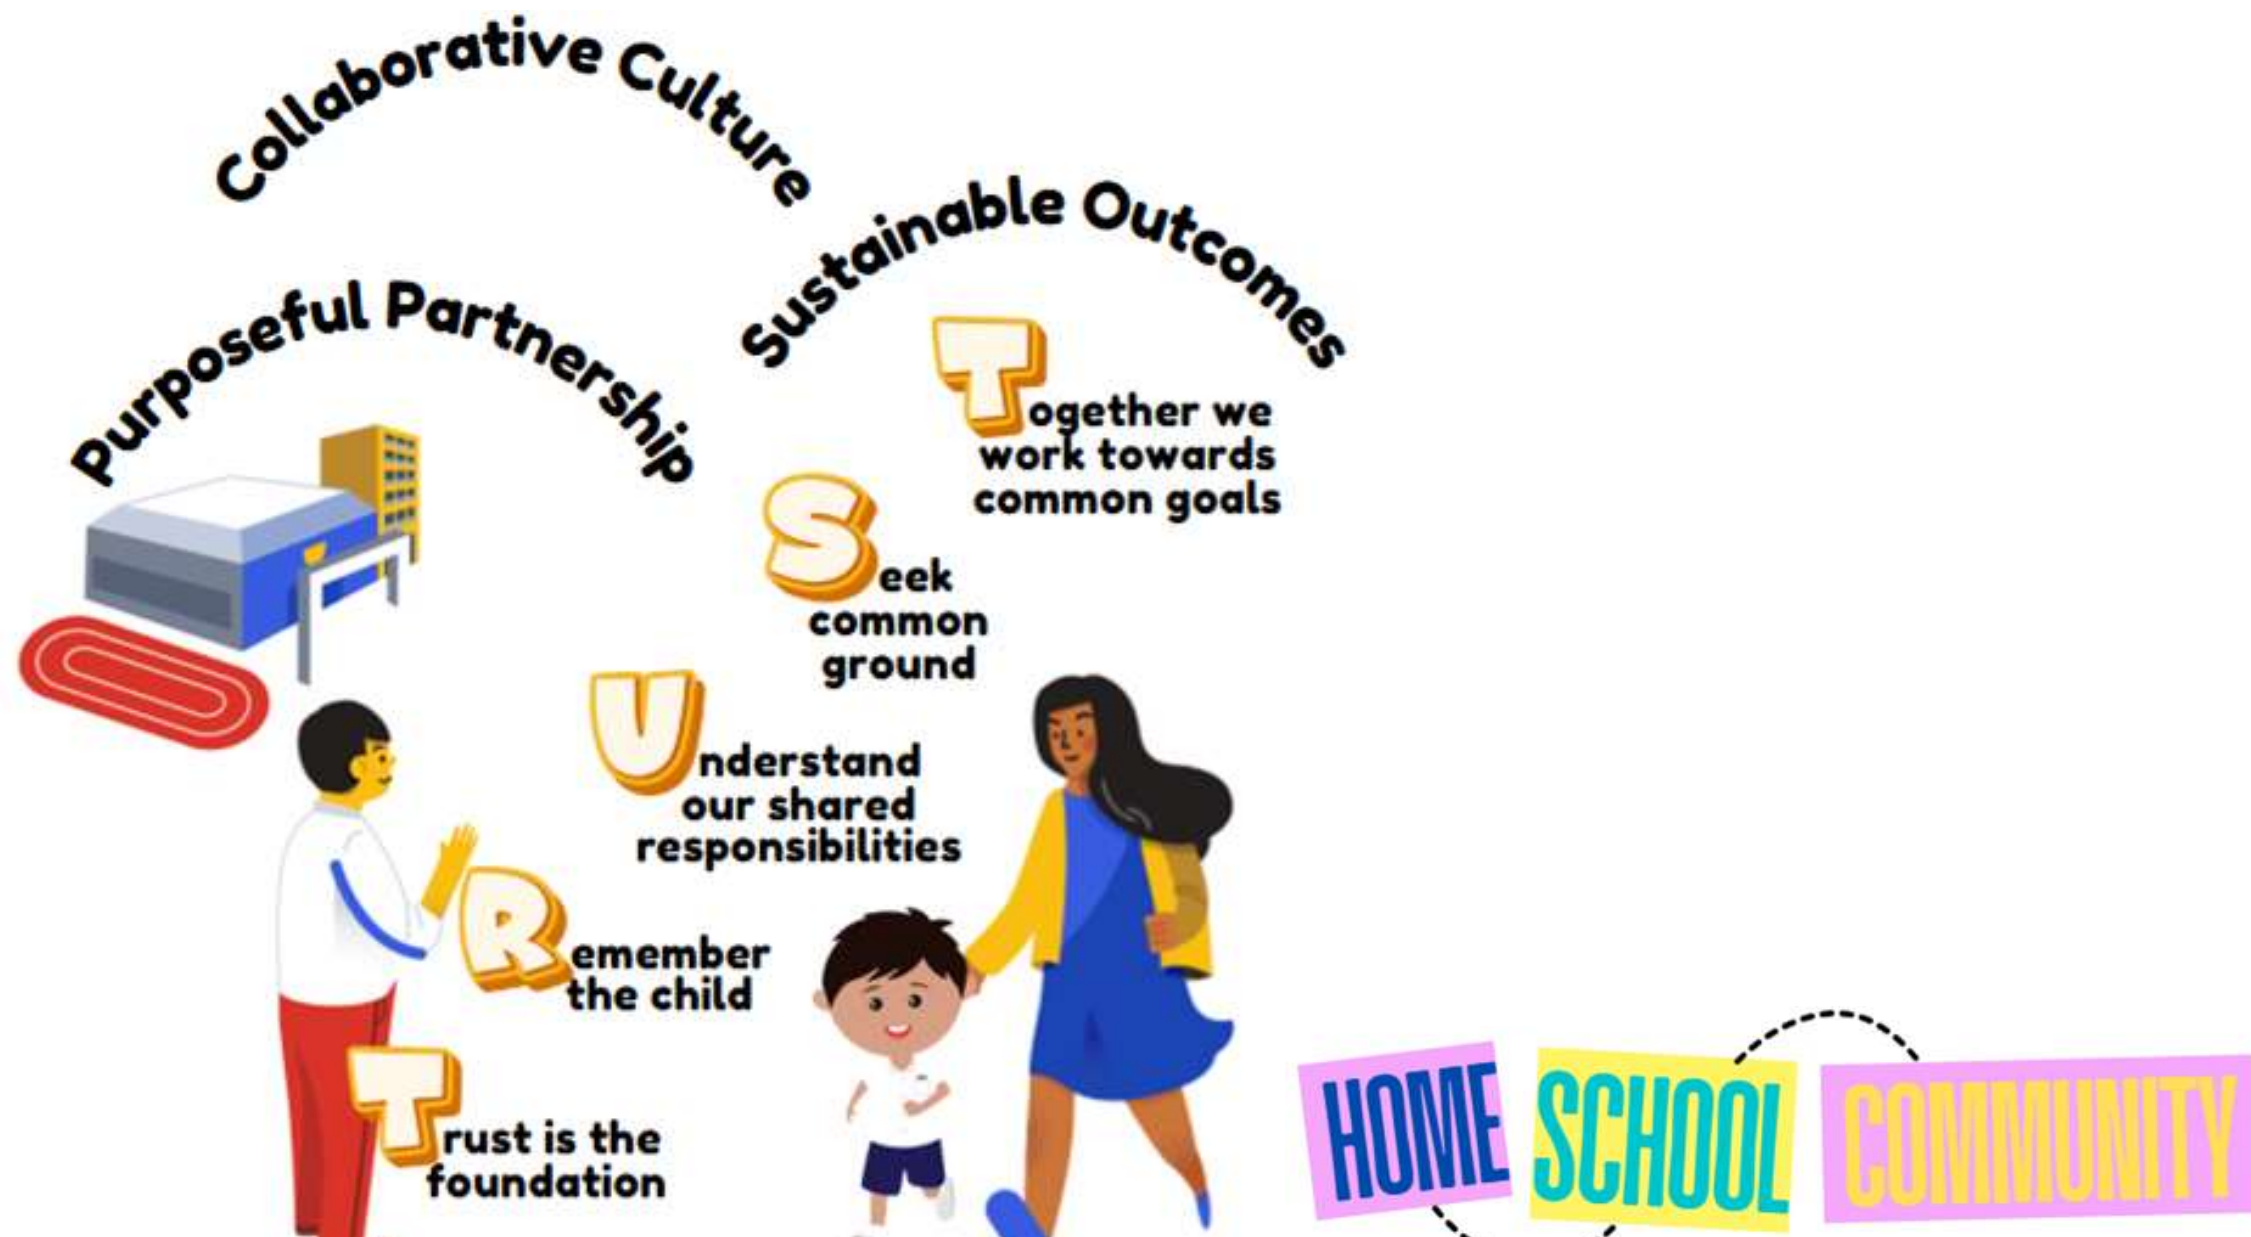 Collaborative Culture
Sustainable Outcomes
Purposeful Partnership
Together we
work towards
common goals
Seek
common
ground
Understand
our shared
responsibilities
Remember
the child
Trust is the
foundation
HOME
SCHOOL
COMMUNITY